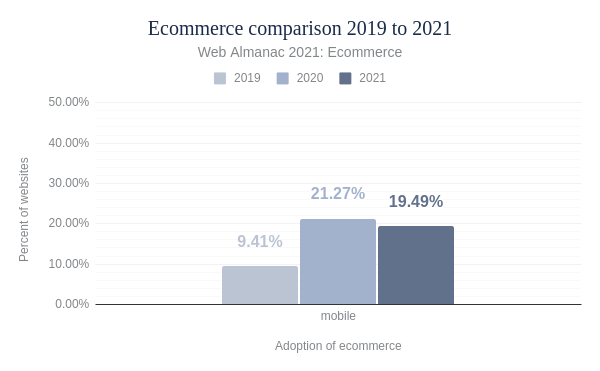 Ecommerce comparison 2019 to 2021
Web Almanac 2021: Ecommerce
2019 2020 2021
50.00%
40.00%
30.00%
20.00%
10.00%
0.00%
Percent of websites
9.41%
21.27%
19.49%
mobile
Adoption of ecommerce